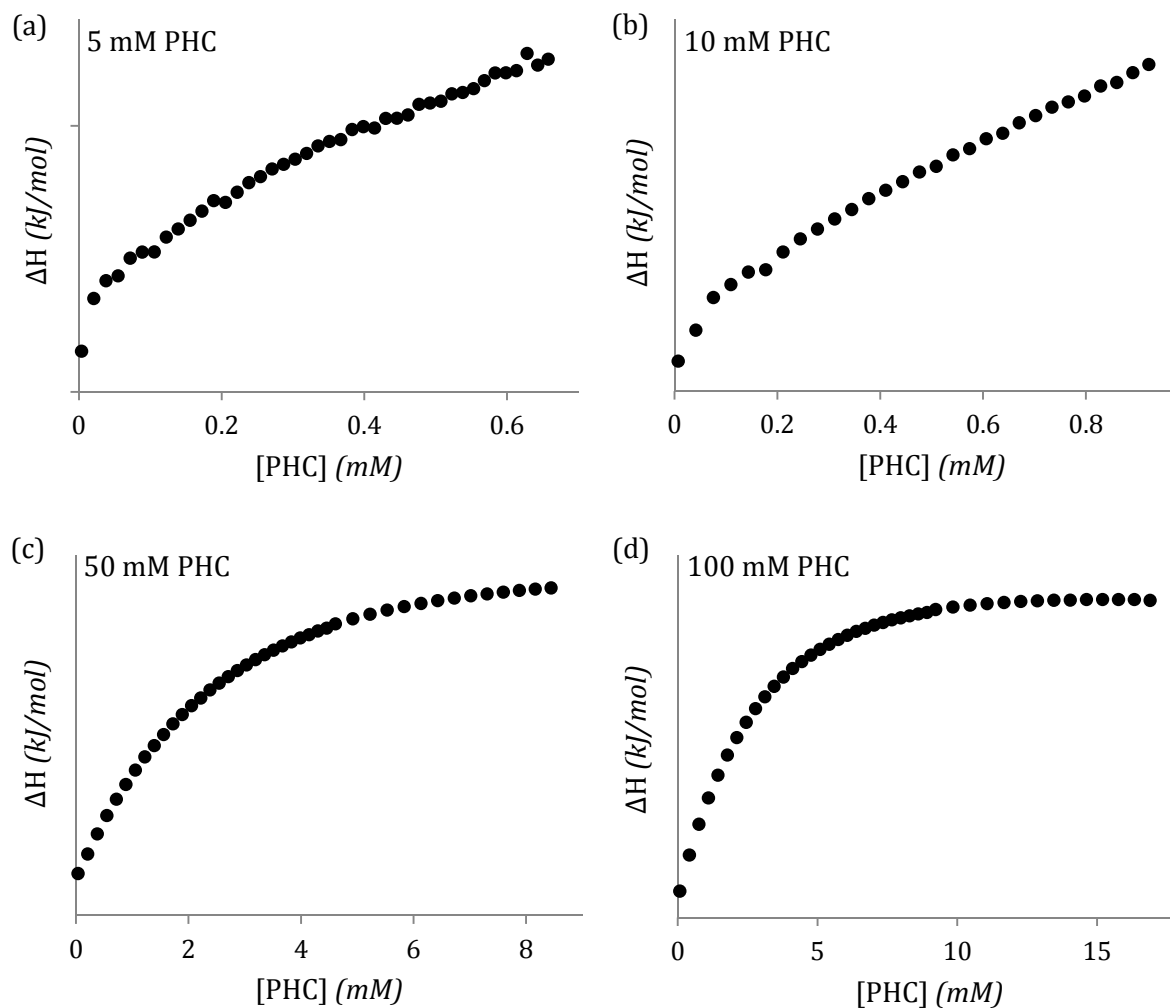 (a)
5 mM PHC
ΔH (kJ/mol)
0
0.2
0.4
0.6
[PHC] (mM)
(b)
10 mM PHC
ΔH (kJ/mol)
0
0.2
0.4
0.6
0.8
[PHC] (mM)
(c)
50 mM PHC
ΔH (kJ/mol)
0
2
4
6
8
[PHC] (mM)
(d)
100 mM PHC
ΔH (kJ/mol)
0
5
10
15
[PHC] (mM)